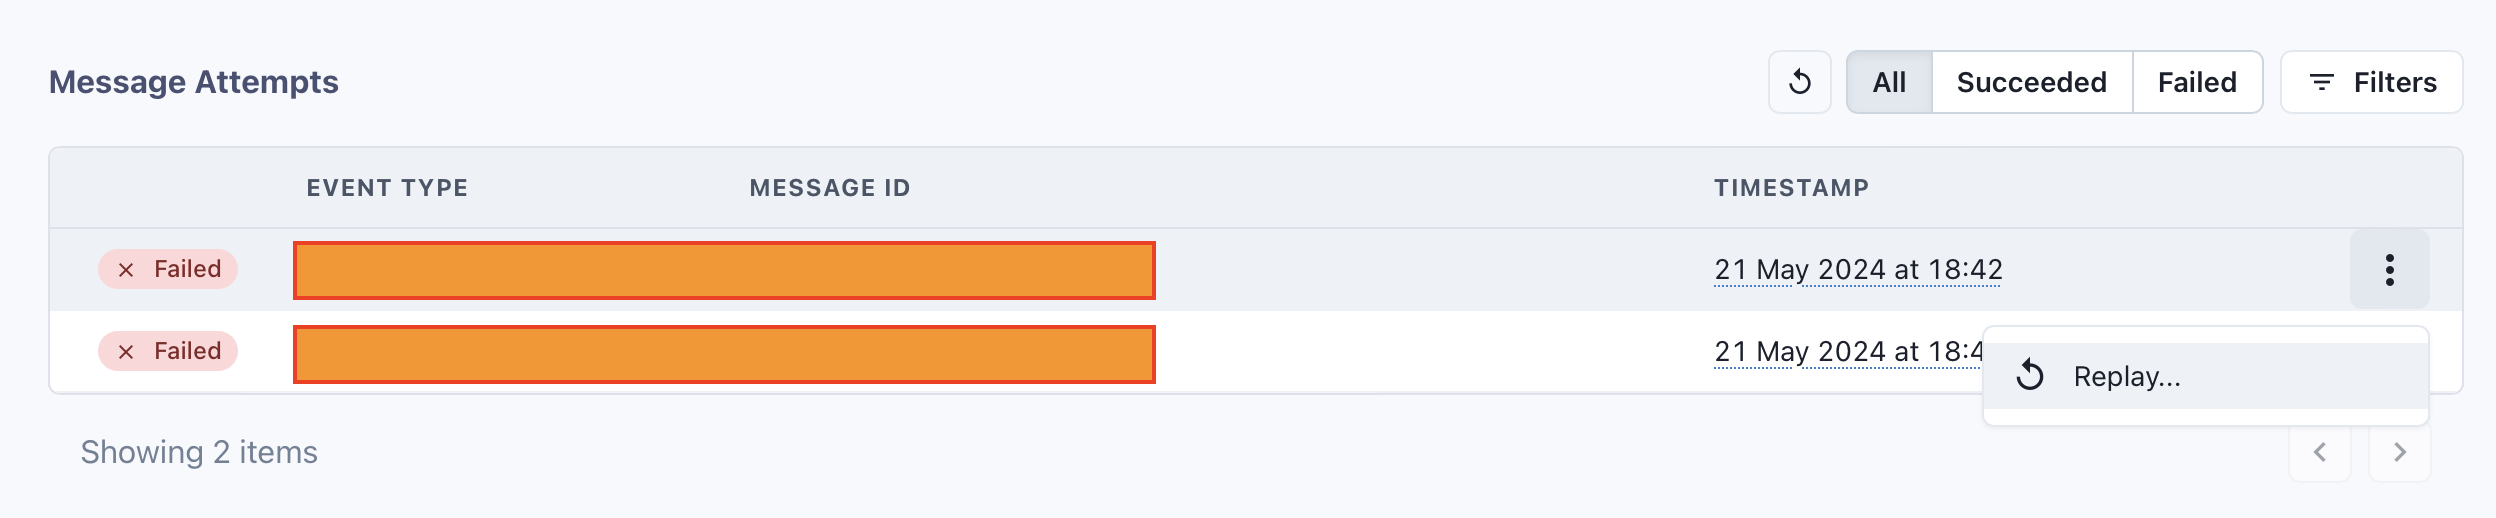 Message Attempts
All
Succeeded
Failed
Filters
EVENT TYPE
MESSAGE ID
TIMESTAMP
Failed
21 May 2024 at 18:42
Failed
21 May 2024 at 18:4
Replay...
Showing 2 items